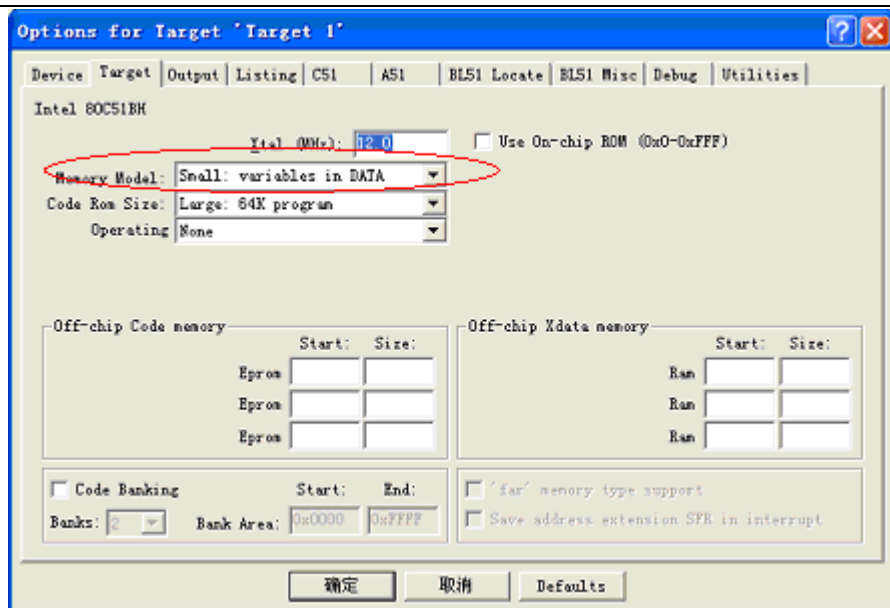 Options for Target 'Target 1'
Device Target Output Listing C51 A51 BL51 Locate BL51 Misc Debug Utilities
Intel 80C51BH
Xtal (MHz): 12.0 Use On-chip ROM (0x0-0xFFF)
Memory Model: Small: variables in DATA
Code Rom Size: Large: 64K program
Operating None
Off-chip Code memory Off-chip Xdata memory
Start: Size: Start: Size:
Eprom Ram
Eprom Ram
Eprom Ram
Code Banking Start: End: 'far' memory type support
Banks: 2 Bank Area: 0x0000 0xFFFF Save address extension SFR in interrupt
确定 取消 Defaults